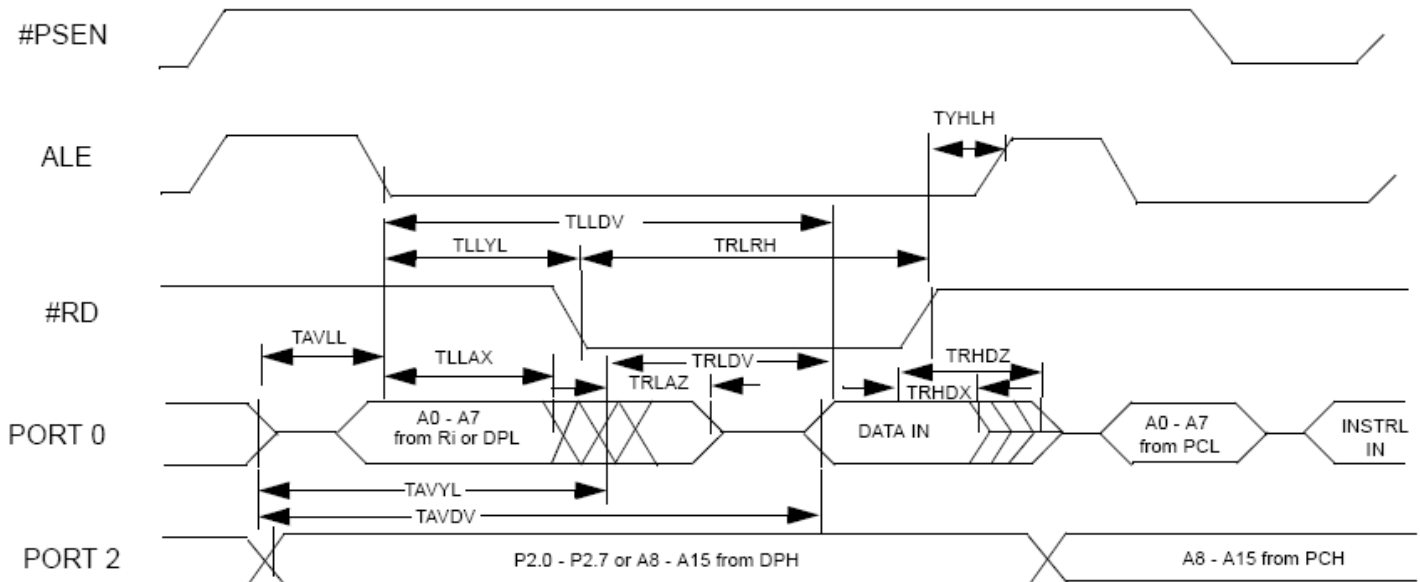 #PSEN
TYHLH
ALE
TLLDV
TLLYL
TRLRH
#RD
TAVLL
TLLAX
TRLDV
TRHDZ
TRLAZ
TRHDX
PORT 0
A0 - A7
from Ri or DPL
DATA IN
A0 - A7
from PCL
INSTRL
IN
TAVYL
TAVDV
PORT 2
P2.0 - P2.7 or A8 - A15 from DPH
A8 - A15 from PCH